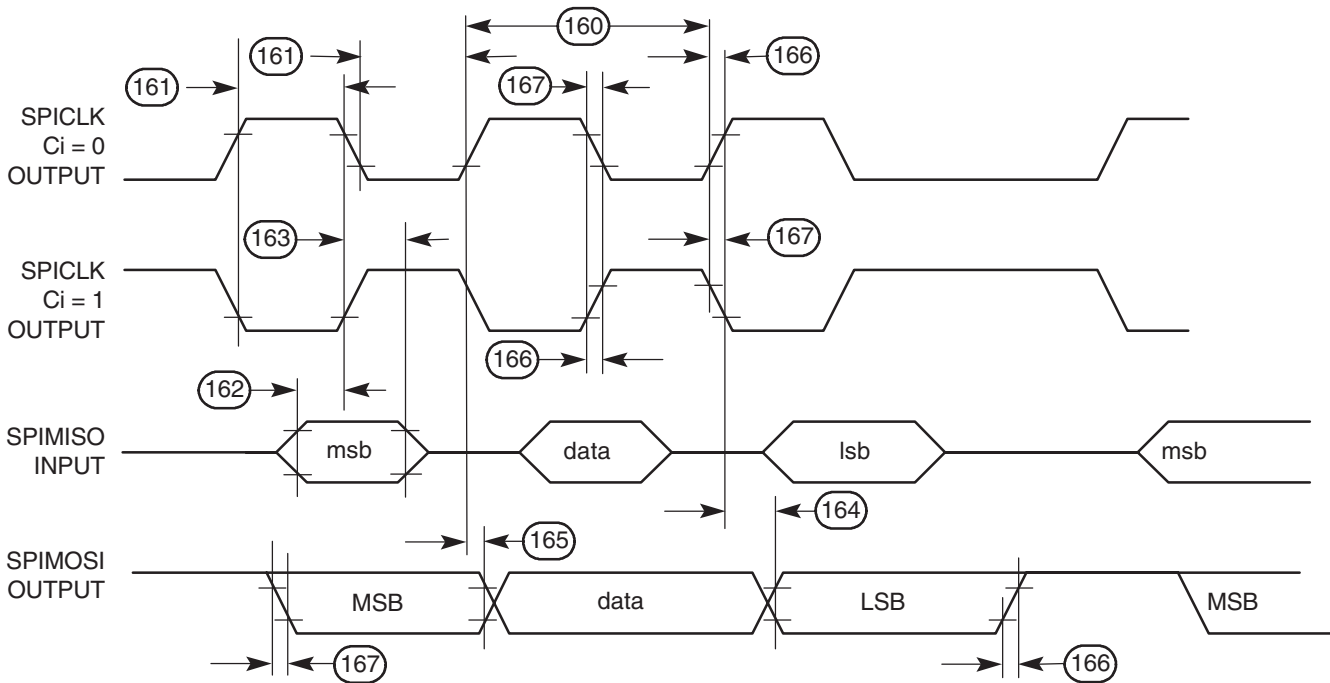 160
161
166
161
167
SPICLK
Ci = 0
OUTPUT
163
167
SPICLK
Ci = 1
OUTPUT
166
162
SPIMISO
INPUT
msb
data
lsb
msb
164
165
SPIMOSI
OUTPUT
MSB
data
LSB
MSB
167
166